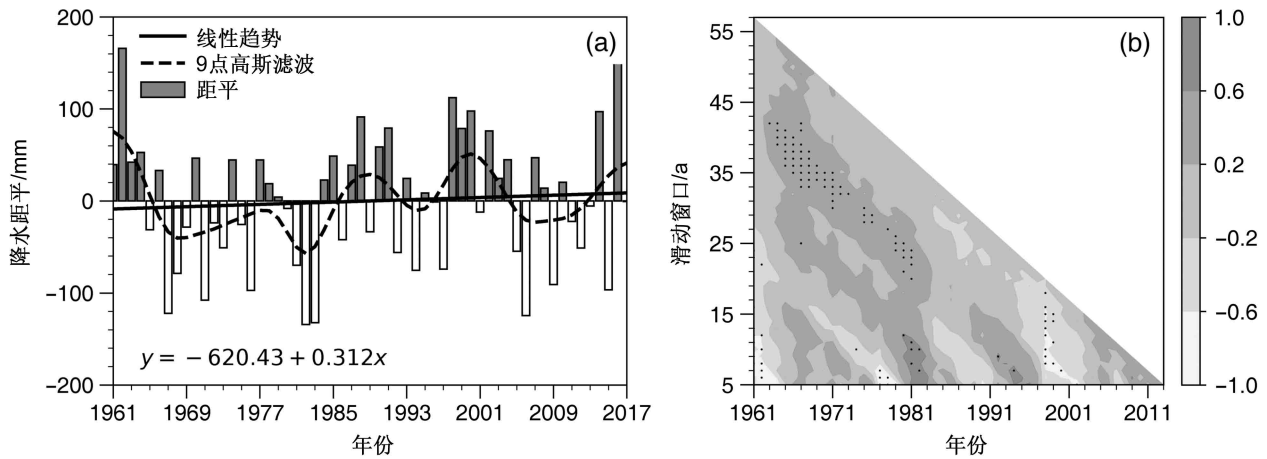 200
100
0
−100
−200
降水距平/mm
线性趋势
9点高斯滤波
距平
(a)
y = − 620.43 + 0.312x
1961 1969 1977 1985 1993 2001 2009 2017
年份
55
45
35
25
15
5
滑动窗口/a
(b)
1961 1971 1981 1991 2001 2011
年份
1.0
0.6
0.2
−0.2
−0.6
−1.0